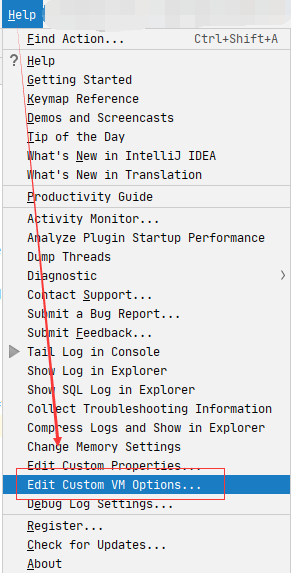 Help
Find Action... Ctrl+Shift+A
? Help
Getting Started
Keymap Reference
Demos and Screencasts
Tip of the Day
What's New in IntelliJ IDEA
What's New in Translation
Productivity Guide
Activity Monitor...
Analyze Plugin Startup Performance
Dump Threads
Diagnostic
Contact Support...
Submit a Bug Report...
Submit Feedback...
Tail Log in Console
Show Log in Explorer
Show SQL Log in Explorer
Collect Troubleshooting Information
Compress Logs and Show in Explorer
Change Memory Settings
Edit Custom Properties...
Edit Custom VM Options...
Debug Log Settings...
Register...
Check for Updates...
About